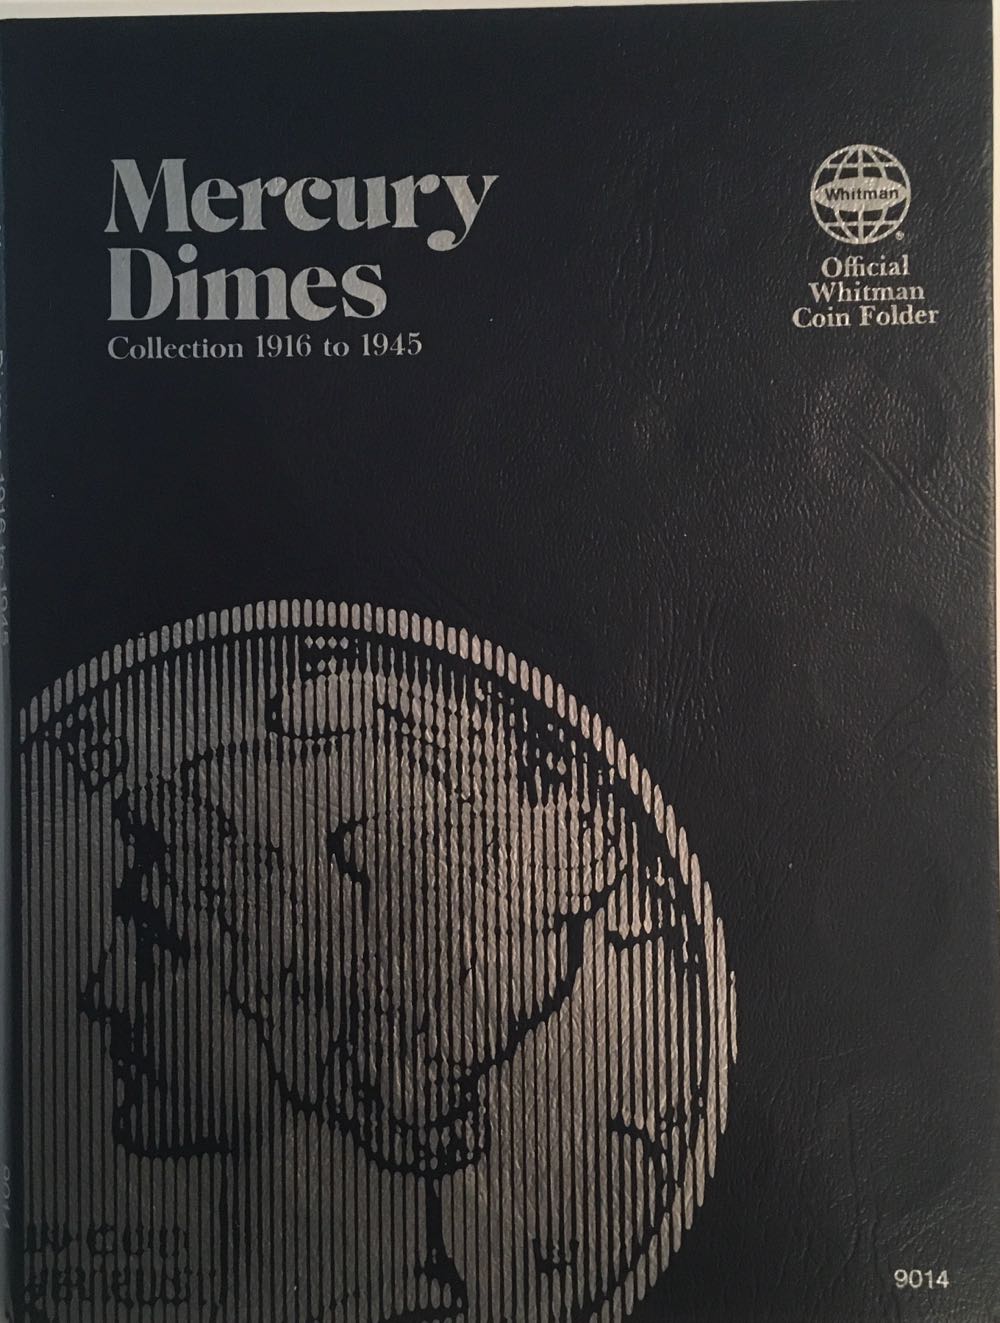 Mercury
Dimes
Collection 1916 to 1945
Whitman
Official
Whitman
Coin Folder
9014